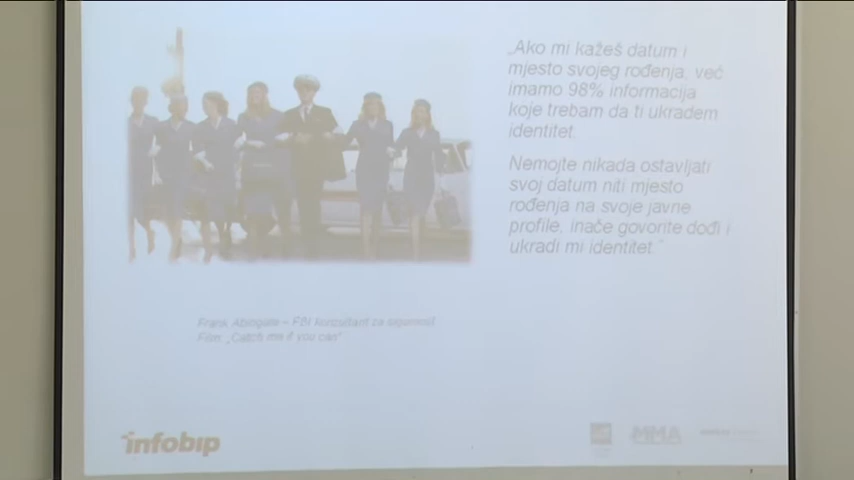 „Ako mi kažeš datum i
mjesto svojeg rođenja, već
imamo 98% informacija
koje trebam da ti ukradem
identitet.
Nemojte nikada ostavljati
svoj datum niti mjesto
rođenja na svoje javne
profile, inače govorite dođi i
ukradi mi identitet.“
Frank Abingale – FBI konzultant za sigurnost
Film „Catch me if you can“
infobip
MMA